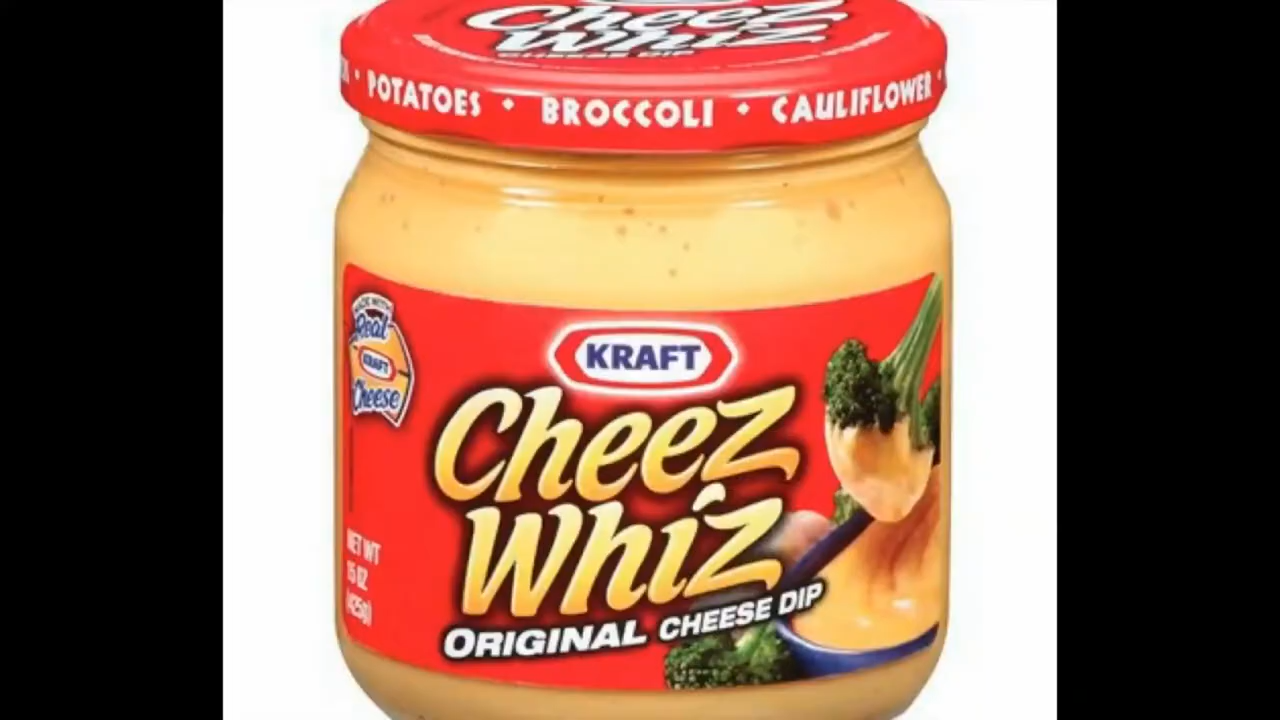 Cheez
Whiz
CHEESE DIP
POTATOES • BROCCOLI • CAULIFLOWER
MADE WITH
Real
KRAFT
Cheese
KRAFT
Cheez
Whiz
ORIGINAL CHEESE DIP
NET WT
15 OZ
(425g)